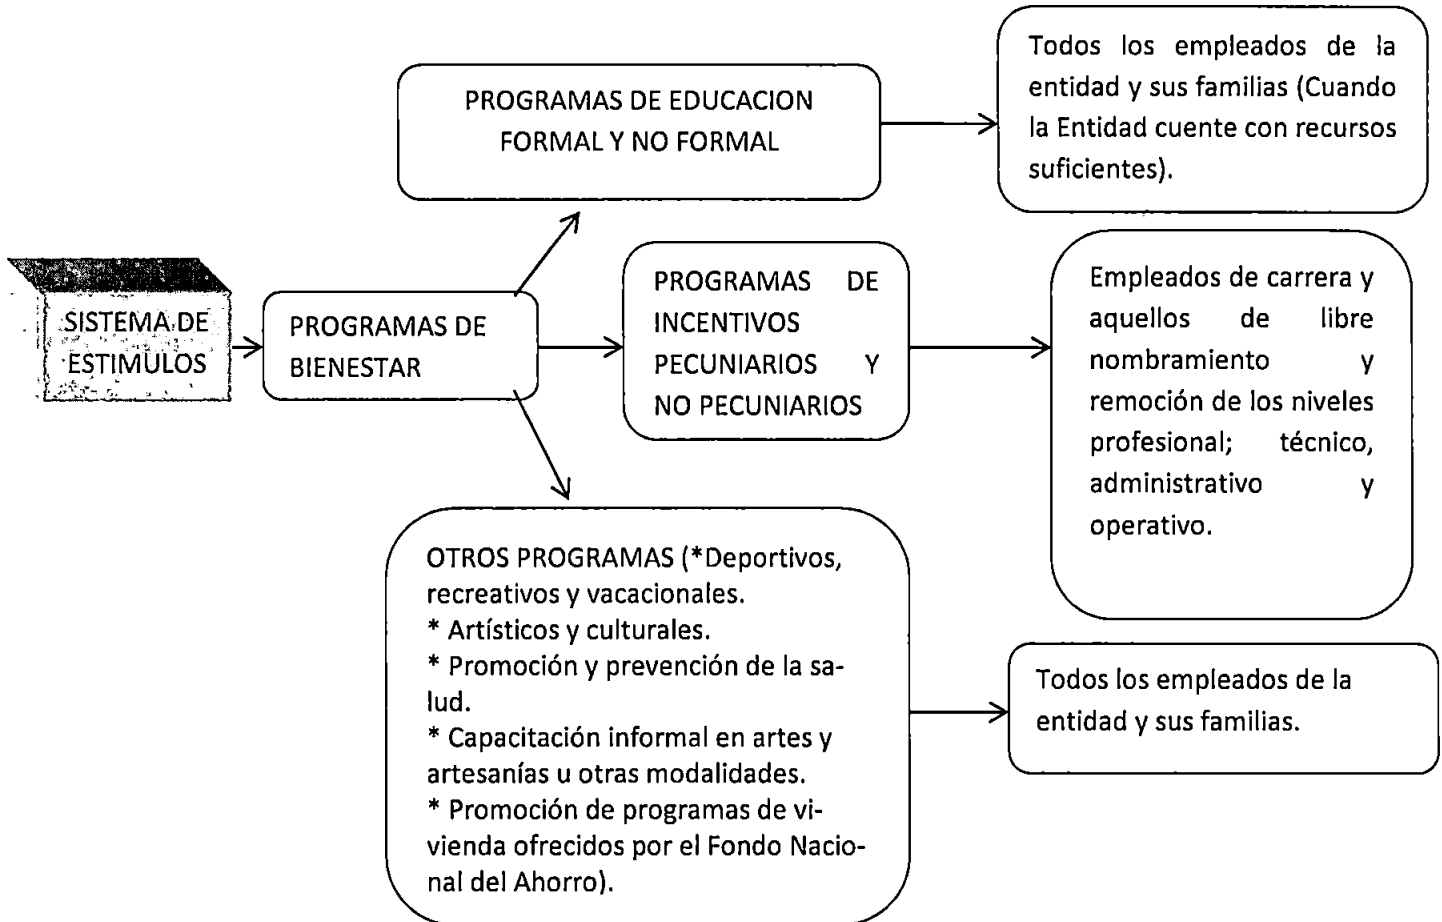 SISTEMA DE
ESTIMULOS
PROGRAMAS DE
BIENESTAR
PROGRAMAS DE EDUCACION
FORMAL Y NO FORMAL
Todos los empleados de la
entidad y sus familias (Cuando
la Entidad cuente con recursos
suficientes).
PROGRAMAS DE
INCENTIVOS
PECUNIARIOS Y
NO PECUNIARIOS
Empleados de carrera y
aquellos de libre
nombramiento y
remoción de los niveles
profesional; técnico,
administrativo y
operativo.
OTROS PROGRAMAS (*Deportivos,
recreativos y vacacionales.
* Artísticos y culturales.
* Promoción y prevención de la sa-
lud.
* Capacitación informal en artes y
artesanías u otras modalidades.
* Promoción de programas de vi-
vienda ofrecidos por el Fondo Nacio-
nal del Ahorro).
Todos los empleados de la
entidad y sus familias.